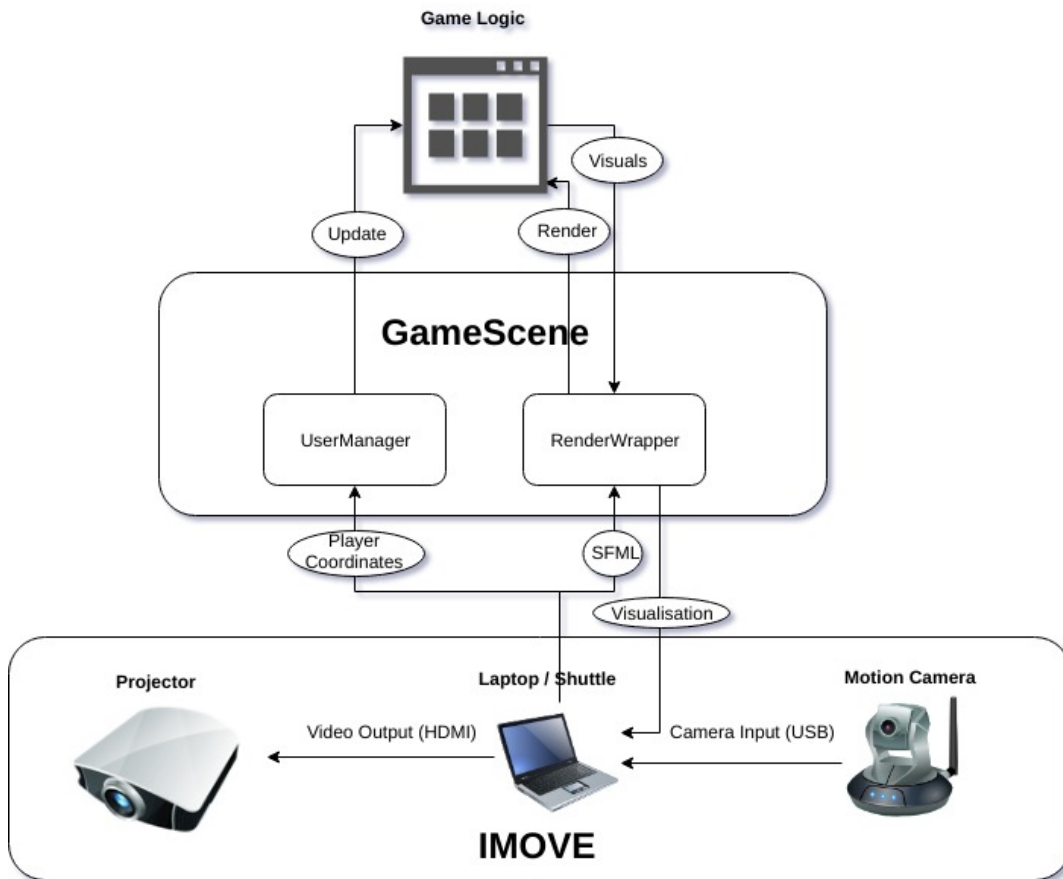 Game Logic
Visuals
Update
Render
GameScene
UserManager
RenderWrapper
Player
Coordinates
SFML
Visualisation
Projector
Laptop / Shuttle
Motion Camera
Video Output (HDMI)
Camera Input (USB)
IMOVE